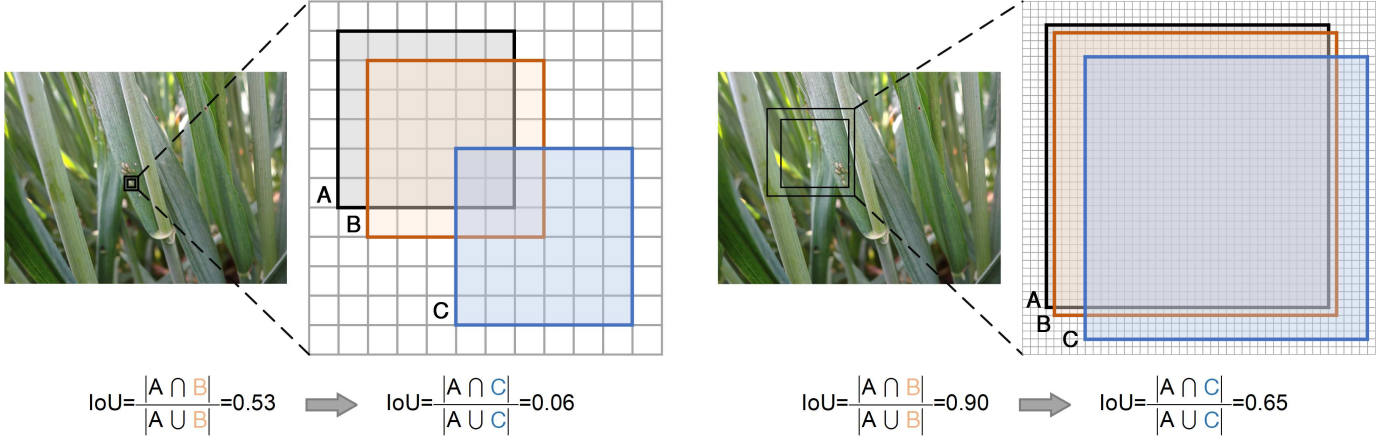 A
B
C
A
B
C
IoU=|A ∩ B|/|A ∪ B|=0.53
IoU=|A ∩ C|/|A ∪ C|=0.06
IoU=|A ∩ B|/|A ∪ B|=0.90
IoU=|A ∩ C|/|A ∪ C|=0.65